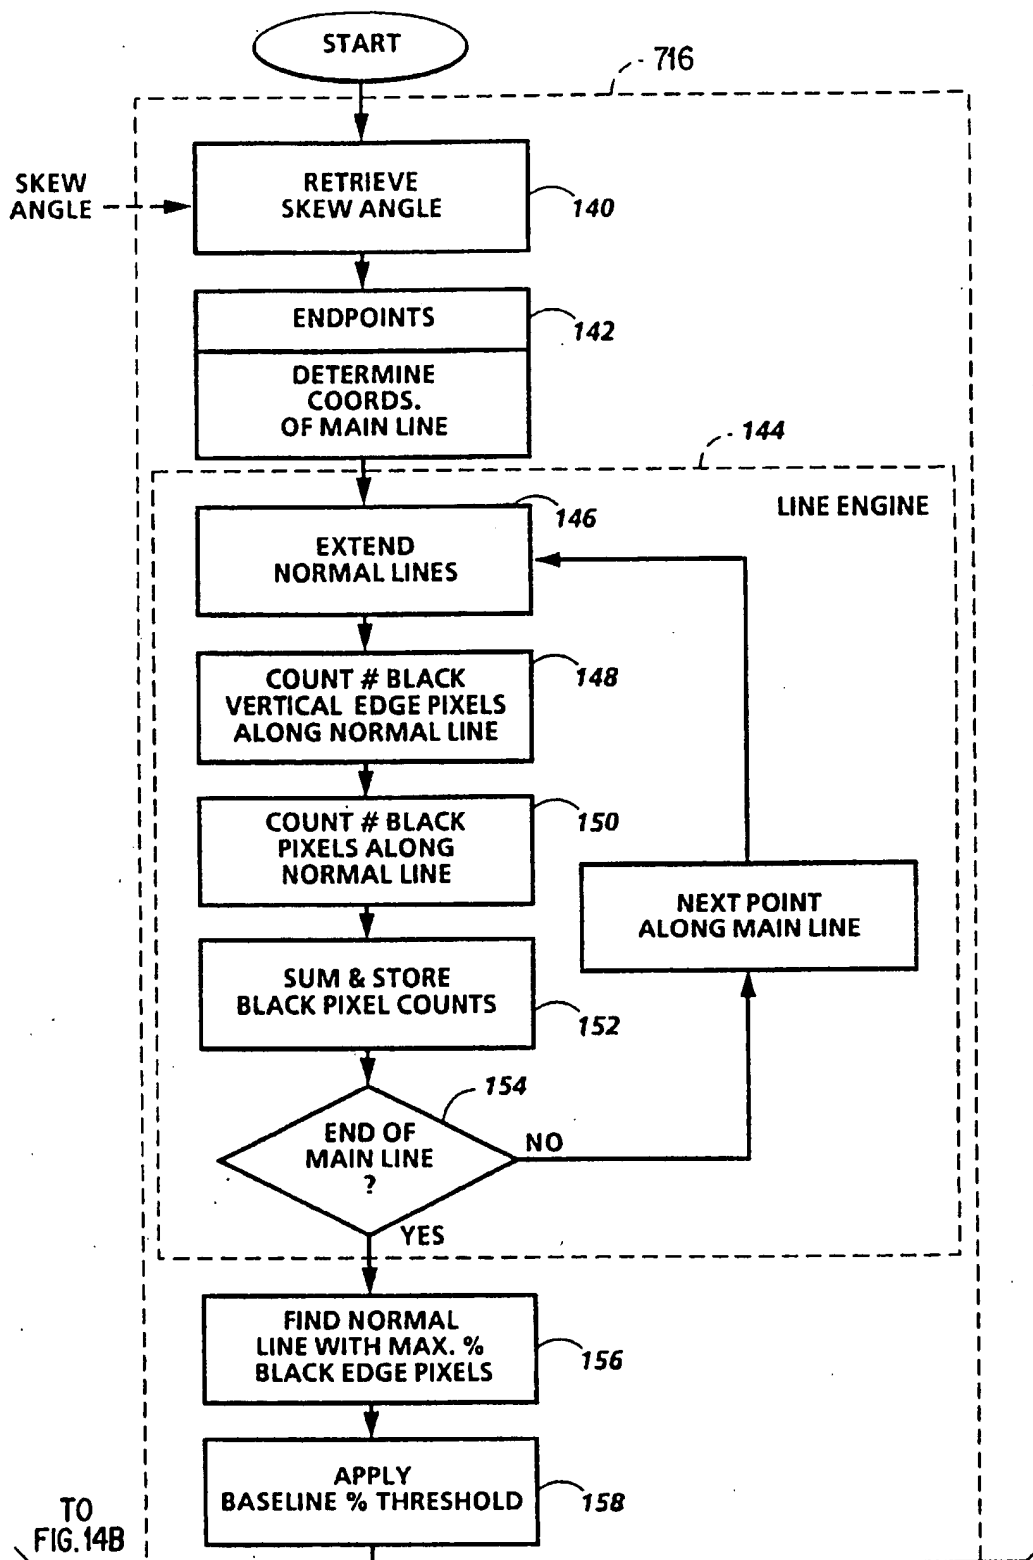 START
716
SKEW
ANGLE
RETRIEVE
SKEW ANGLE
140
ENDPOINTS
142
DETERMINE
COORDS.
OF MAIN LINE
144
LINE ENGINE
146
EXTEND
NORMAL LINES
COUNT # BLACK
VERTICAL EDGE PIXELS
ALONG NORMAL LINE
148
COUNT # BLACK
PIXELS ALONG
NORMAL LINE
150
NEXT POINT
ALONG MAIN LINE
SUM & STORE
BLACK PIXEL COUNTS
152
154
END OF
MAIN LINE
?
NO
YES
FIND NORMAL
LINE WITH MAX. %
BLACK EDGE PIXELS
156
APPLY
BASELINE % THRESHOLD
158
TO
FIG.14B